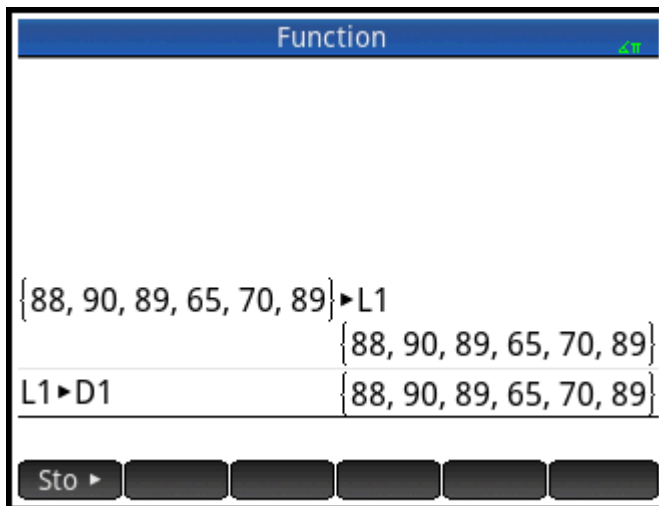 Function
∡π
{88, 90, 89, 65, 70, 89}▶L1
{88, 90, 89, 65, 70, 89}
L1▶D1 {88, 90, 89, 65, 70, 89}
Sto ▶